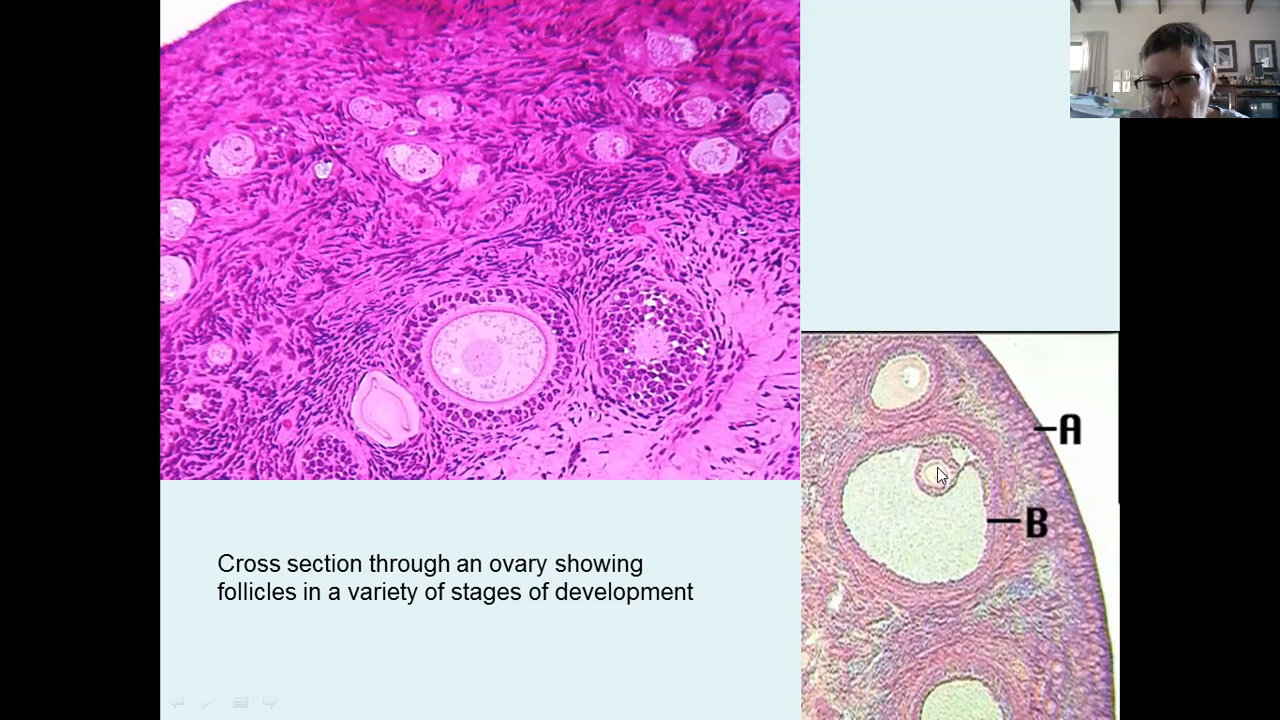 A
B
Cross section through an ovary showing
follicles in a variety of stages of development